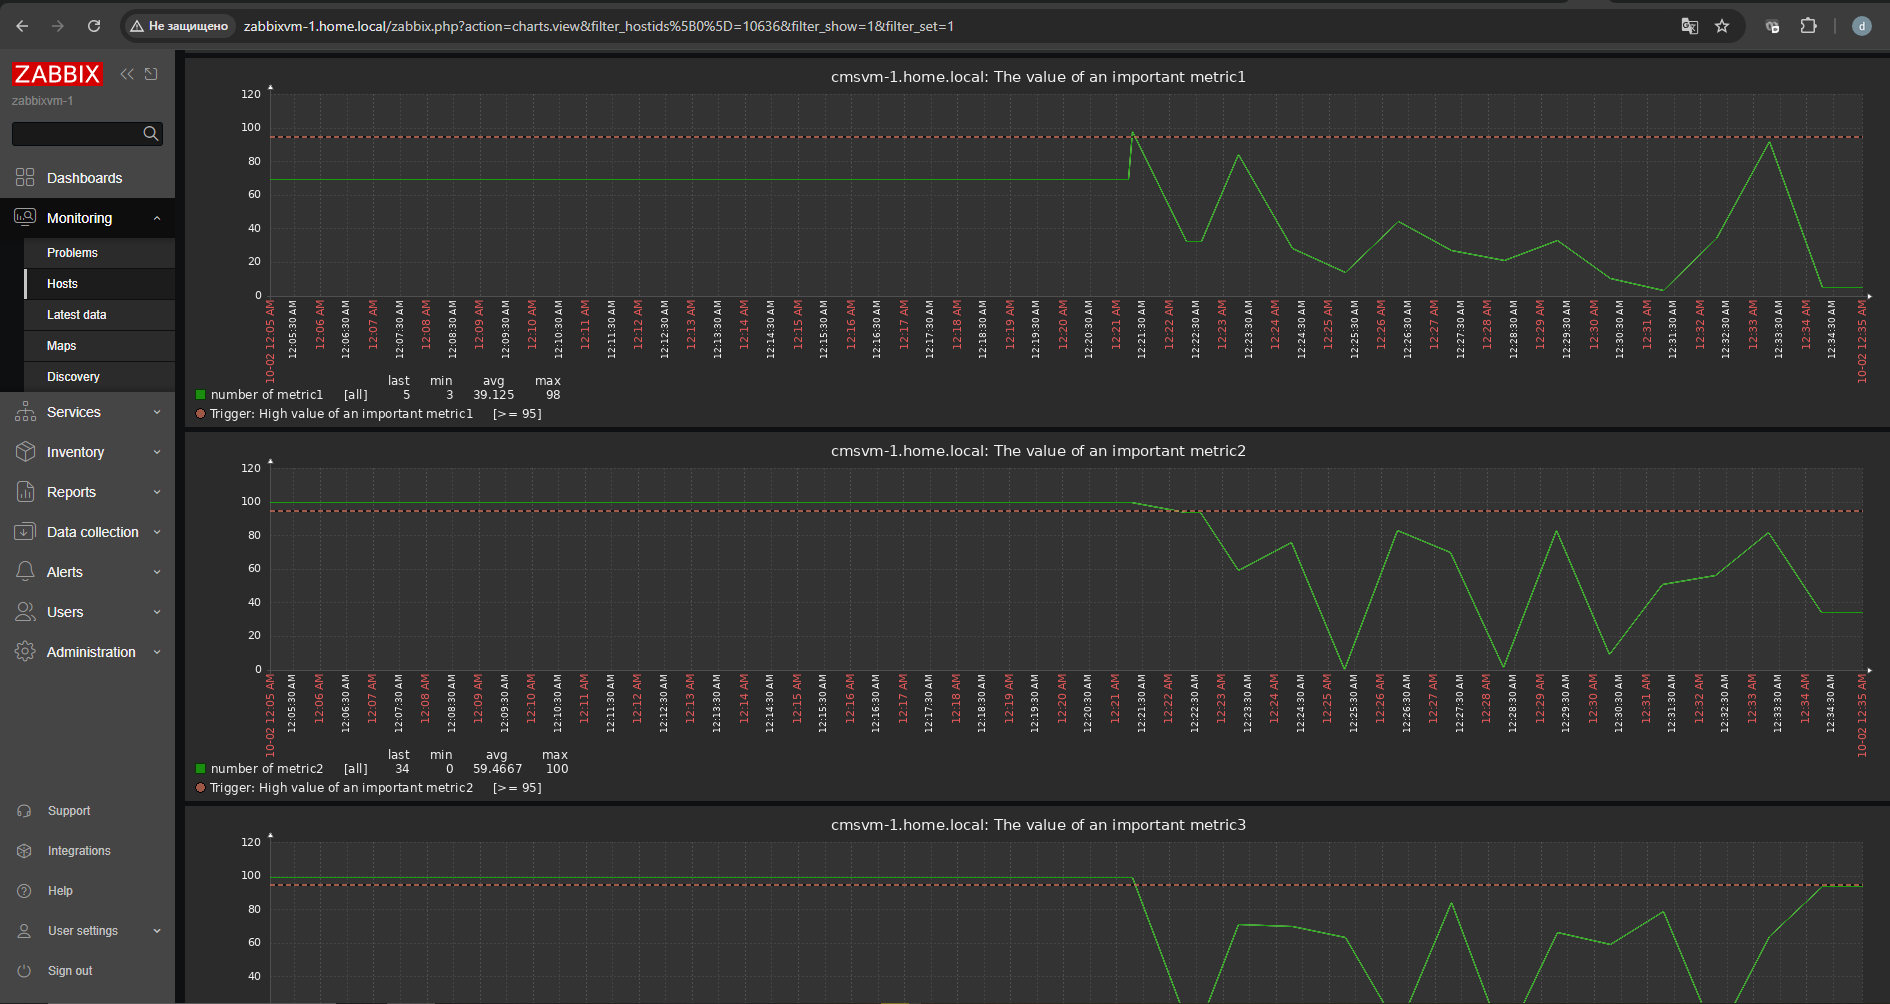 Не защищено
zabbixvm-1.home.local/zabbix.php?action=charts.view&filter_hostids%5B0%5D=10636&filter_show=1&filter_set=1
d
ZABBIX
zabbixvm-1
Dashboards
Monitoring
Problems
Hosts
Latest data
Maps
Discovery
Services
Inventory
Reports
Data collection
Alerts
Users
Administration
Support
Integrations
Help
User settings
Sign out
cmsvm-1.home.local: The value of an important metric1
120
100
80
60
40
20
0
10-02 12:05 AM
12:05:30 AM
12:06 AM
12:06:30 AM
12:07 AM
12:07:30 AM
12:08 AM
12:08:30 AM
12:09 AM
12:09:30 AM
12:10 AM
12:10:30 AM
12:11 AM
12:11:30 AM
12:12 AM
12:12:30 AM
12:13 AM
12:13:30 AM
12:14 AM
12:14:30 AM
12:15 AM
12:15:30 AM
12:16 AM
12:16:30 AM
12:17 AM
12:17:30 AM
12:18 AM
12:18:30 AM
12:19 AM
12:19:30 AM
12:20 AM
12:20:30 AM
12:21 AM
12:21:30 AM
12:22 AM
12:22:30 AM
12:23 AM
12:23:30 AM
12:24 AM
12:24:30 AM
12:25 AM
12:25:30 AM
12:26 AM
12:26:30 AM
12:27 AM
12:27:30 AM
12:28 AM
12:28:30 AM
12:29 AM
12:29:30 AM
12:30 AM
12:30:30 AM
12:31 AM
12:31:30 AM
12:32 AM
12:32:30 AM
12:33 AM
12:33:30 AM
12:34 AM
12:34:30 AM
10-02 12:35 AM
last min avg max
number of metric1 [all] 5 3 39.125 98
Trigger: High value of an important metric1 [>= 95]
cmsvm-1.home.local: The value of an important metric2
120
100
80
60
40
20
0
10-02 12:05 AM
12:05:30 AM
12:06 AM
12:06:30 AM
12:07 AM
12:07:30 AM
12:08 AM
12:08:30 AM
12:09 AM
12:09:30 AM
12:10 AM
12:10:30 AM
12:11 AM
12:11:30 AM
12:12 AM
12:12:30 AM
12:13 AM
12:13:30 AM
12:14 AM
12:14:30 AM
12:15 AM
12:15:30 AM
12:16 AM
12:16:30 AM
12:17 AM
12:17:30 AM
12:18 AM
12:18:30 AM
12:19 AM
12:19:30 AM
12:20 AM
12:20:30 AM
12:21 AM
12:21:30 AM
12:22 AM
12:22:30 AM
12:23 AM
12:23:30 AM
12:24 AM
12:24:30 AM
12:25 AM
12:25:30 AM
12:26 AM
12:26:30 AM
12:27 AM
12:27:30 AM
12:28 AM
12:28:30 AM
12:29 AM
12:29:30 AM
12:30 AM
12:30:30 AM
12:31 AM
12:31:30 AM
12:32 AM
12:32:30 AM
12:33 AM
12:33:30 AM
12:34 AM
12:34:30 AM
10-02 12:35 AM
last min avg max
number of metric2 [all] 34 0 59.4667 100
Trigger: High value of an important metric2 [>= 95]
cmsvm-1.home.local: The value of an important metric3
120
100
80
60
40